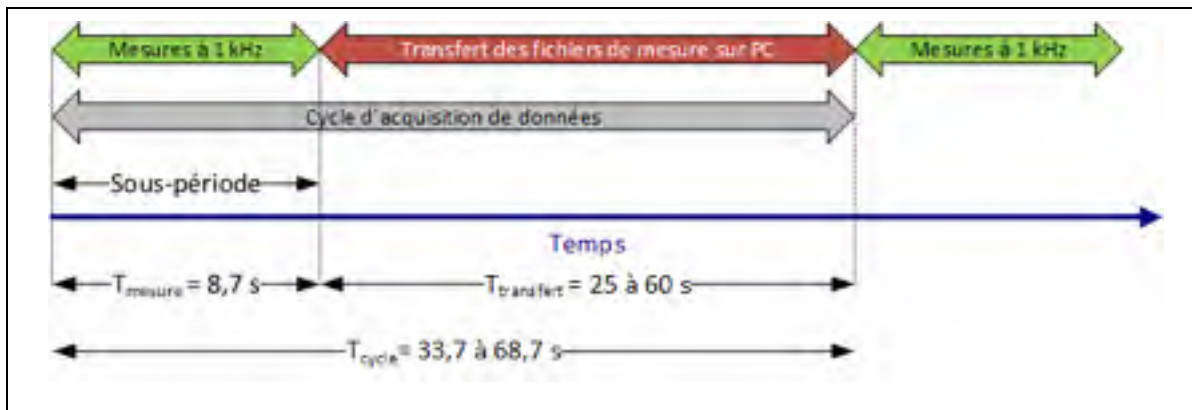 Mesures à 1 kHz Transfert des fichiers de mesure sur PC Mesures à 1 kHz
Cycle d'acquisition de données
Sous-période
Temps
Tmesure = 8,7 s Ttransfert = 25 à 60 s
Tcycle= 33,7 à 68,7 s